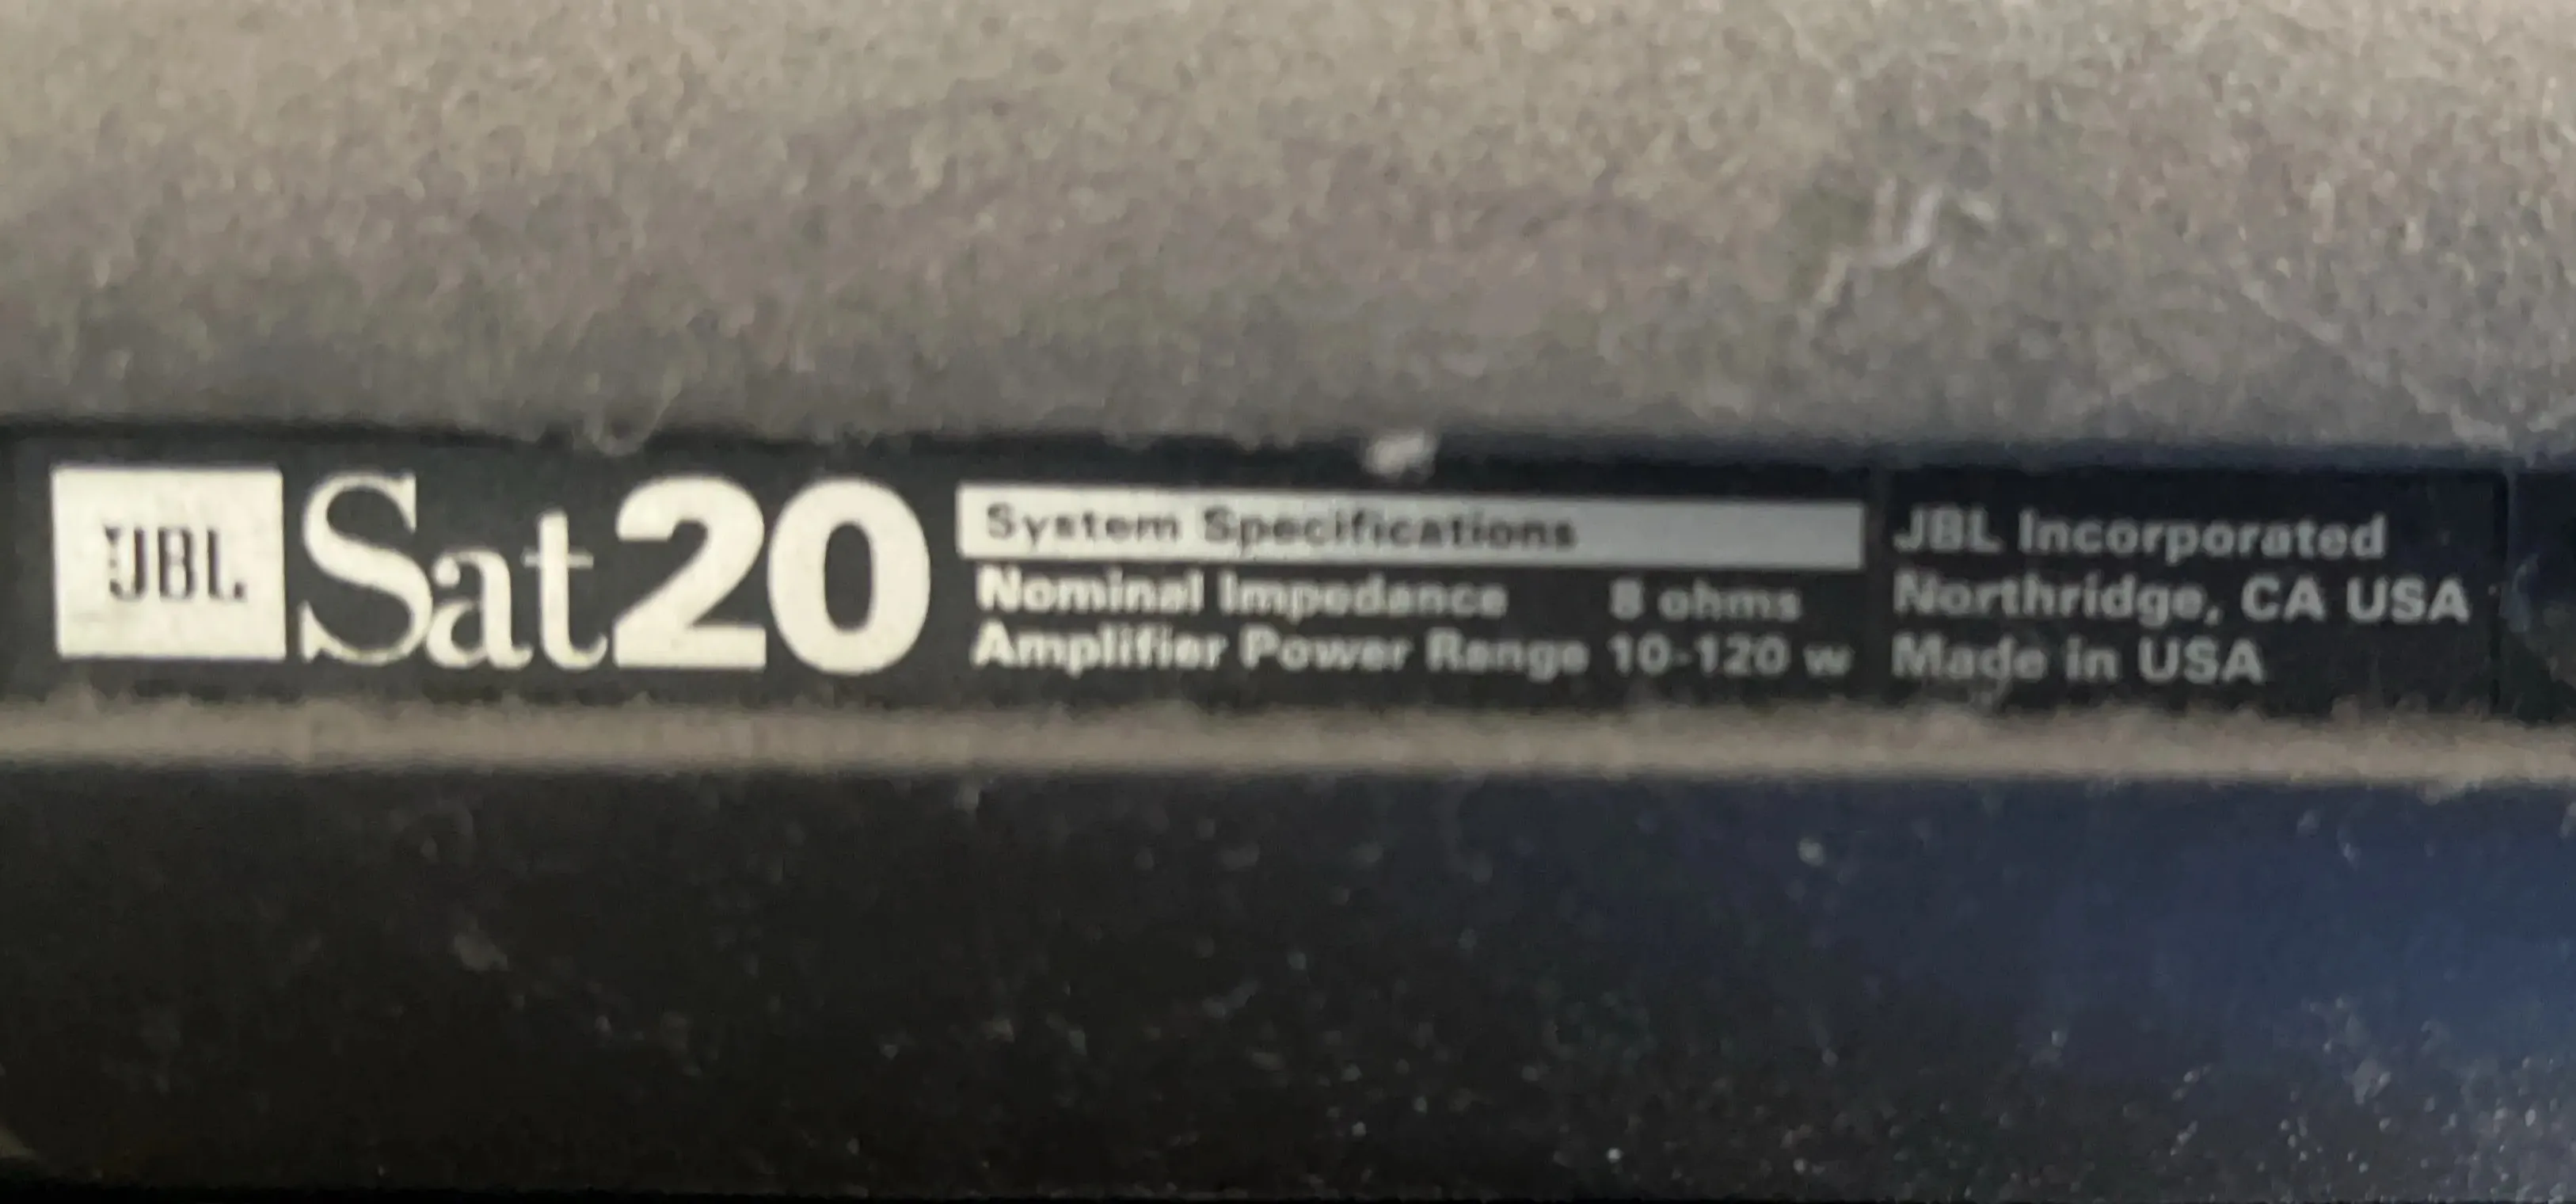 JBL Sat20
System Specifications
Nominal Impedance 8 ohms
Amplifier Power Range 10-120 w
JBL Incorporated
Northridge, CA USA
Made in USA